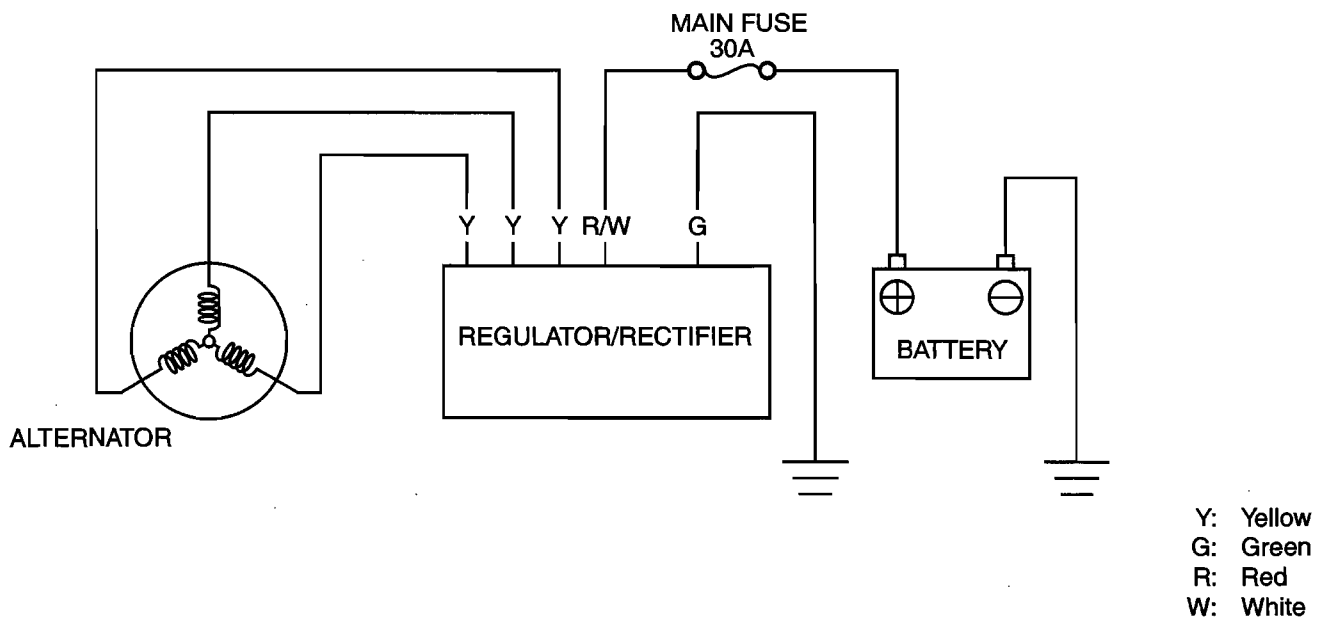 MAIN FUSE
30A
Y Y Y R/W G
REGULATOR/RECTIFIER
BATTERY
ALTERNATOR
Y: Yellow
G: Green
R: Red
W: White